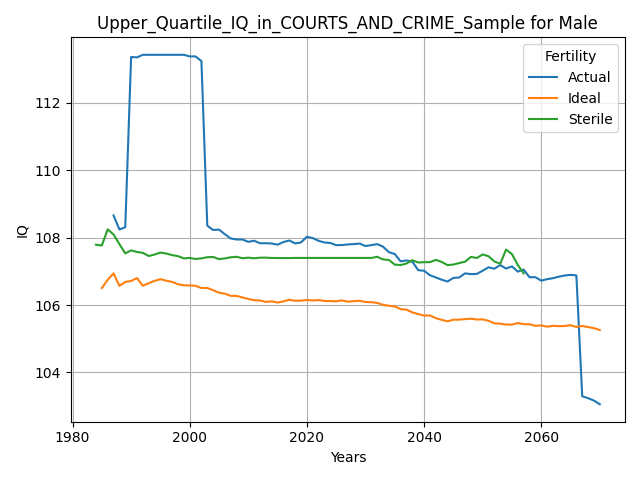 Upper_Quartile_IQ_in_COURTS_AND_CRIME_Sample for Male
Fertility
Actual
Ideal
Sterile
112
110
108
106
104
IQ
1980
2000
2020
2040
2060
Years